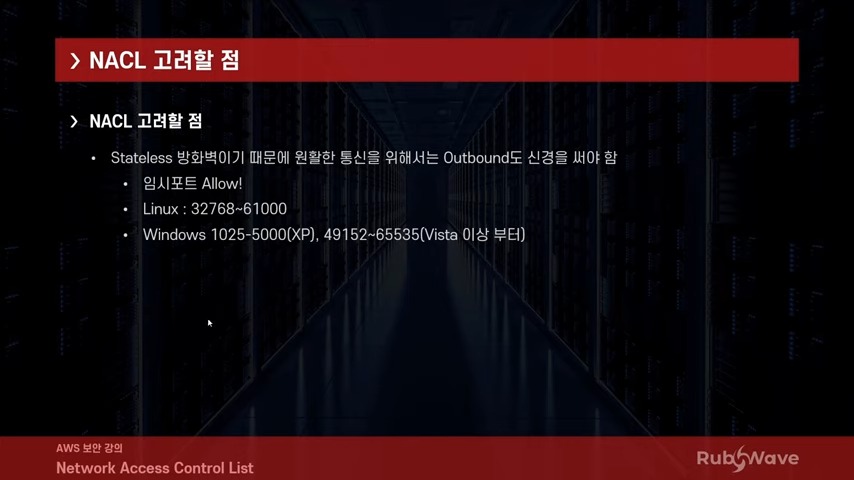 ❯ NACL 고려할 점
❯ NACL 고려할 점
• Stateless 방화벽이기 때문에 원활한 통신을 위해서는 Outbound도 신경을 써야 함
• 임시포트 Allow!
• Linux : 32768~61000
• Windows 1025-5000(XP), 49152~65535(Vista 이상 부터)
AWS 보안 강의
Network Access Control List
RubyWave